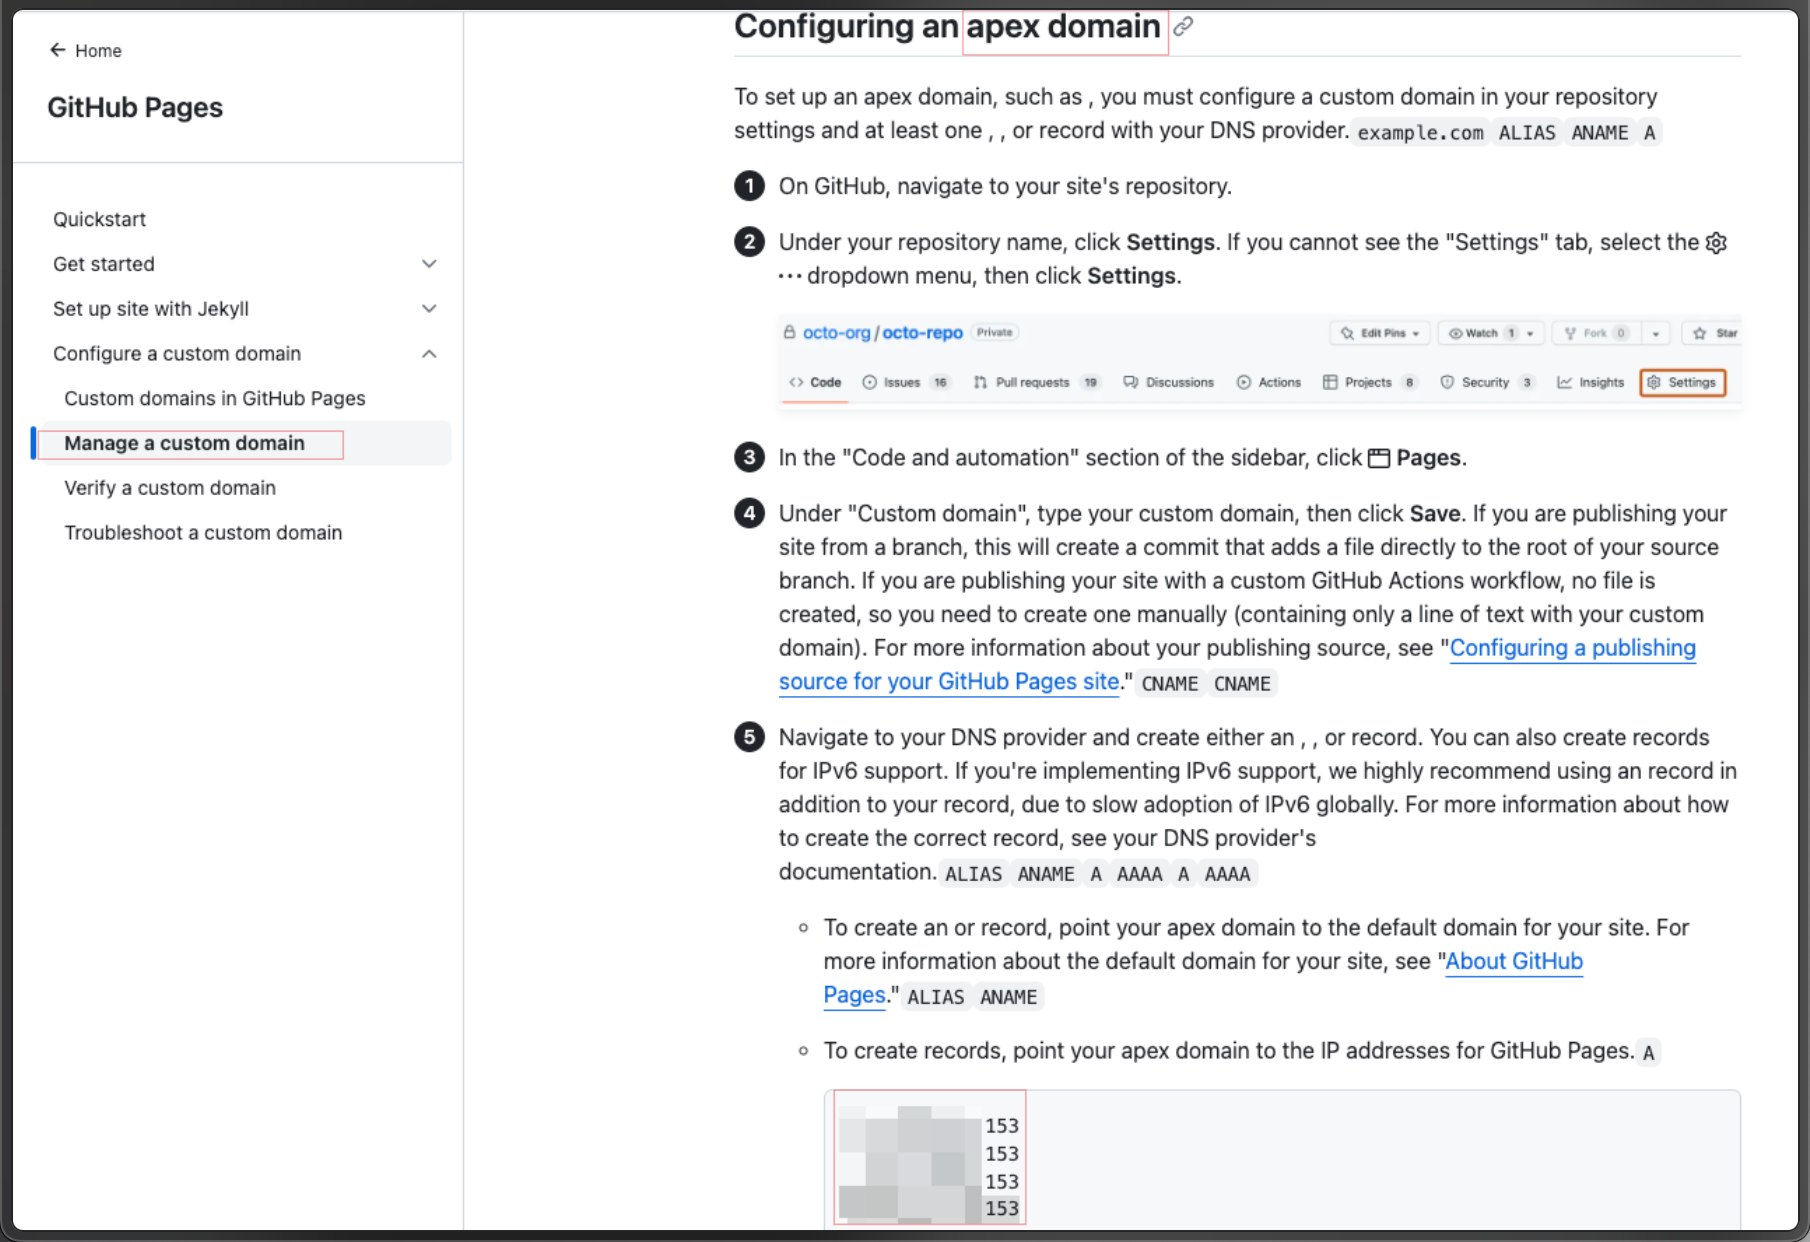 Home
GitHub Pages
Quickstart
Get started
Set up site with Jekyll
Configure a custom domain
Custom domains in GitHub Pages
Manage a custom domain
Verify a custom domain
Troubleshoot a custom domain
Configuring an apex domain
To set up an apex domain, such as , you must configure a custom domain in your repository
settings and at least one , , or record with your DNS provider. example.com ALIAS ANAME A
1 On GitHub, navigate to your site's repository.
2 Under your repository name, click Settings. If you cannot see the "Settings" tab, select the
··· dropdown menu, then click Settings.
octo-org / octo-repo Private Edit Pins Watch 1 Fork 0 Star
Code Issues 16 Pull requests 19 Discussions Actions Projects 8 Security 3 Insights Settings
3 In the "Code and automation" section of the sidebar, click Pages.
4 Under "Custom domain", type your custom domain, then click Save. If you are publishing your
site from a branch, this will create a commit that adds a file directly to the root of your source
branch. If you are publishing your site with a custom GitHub Actions workflow, no file is
created, so you need to create one manually (containing only a line of text with your custom
domain). For more information about your publishing source, see "Configuring a publishing
source for your GitHub Pages site." CNAME CNAME
5 Navigate to your DNS provider and create either an , , or record. You can also create records
for IPv6 support. If you're implementing IPv6 support, we highly recommend using an record in
addition to your record, due to slow adoption of IPv6 globally. For more information about how
to create the correct record, see your DNS provider's
documentation. ALIAS ANAME A AAAA A AAAA
To create an or record, point your apex domain to the default domain for your site. For
more information about the default domain for your site, see "About GitHub
Pages." ALIAS ANAME
To create records, point your apex domain to the IP addresses for GitHub Pages. A
153
153
153
153